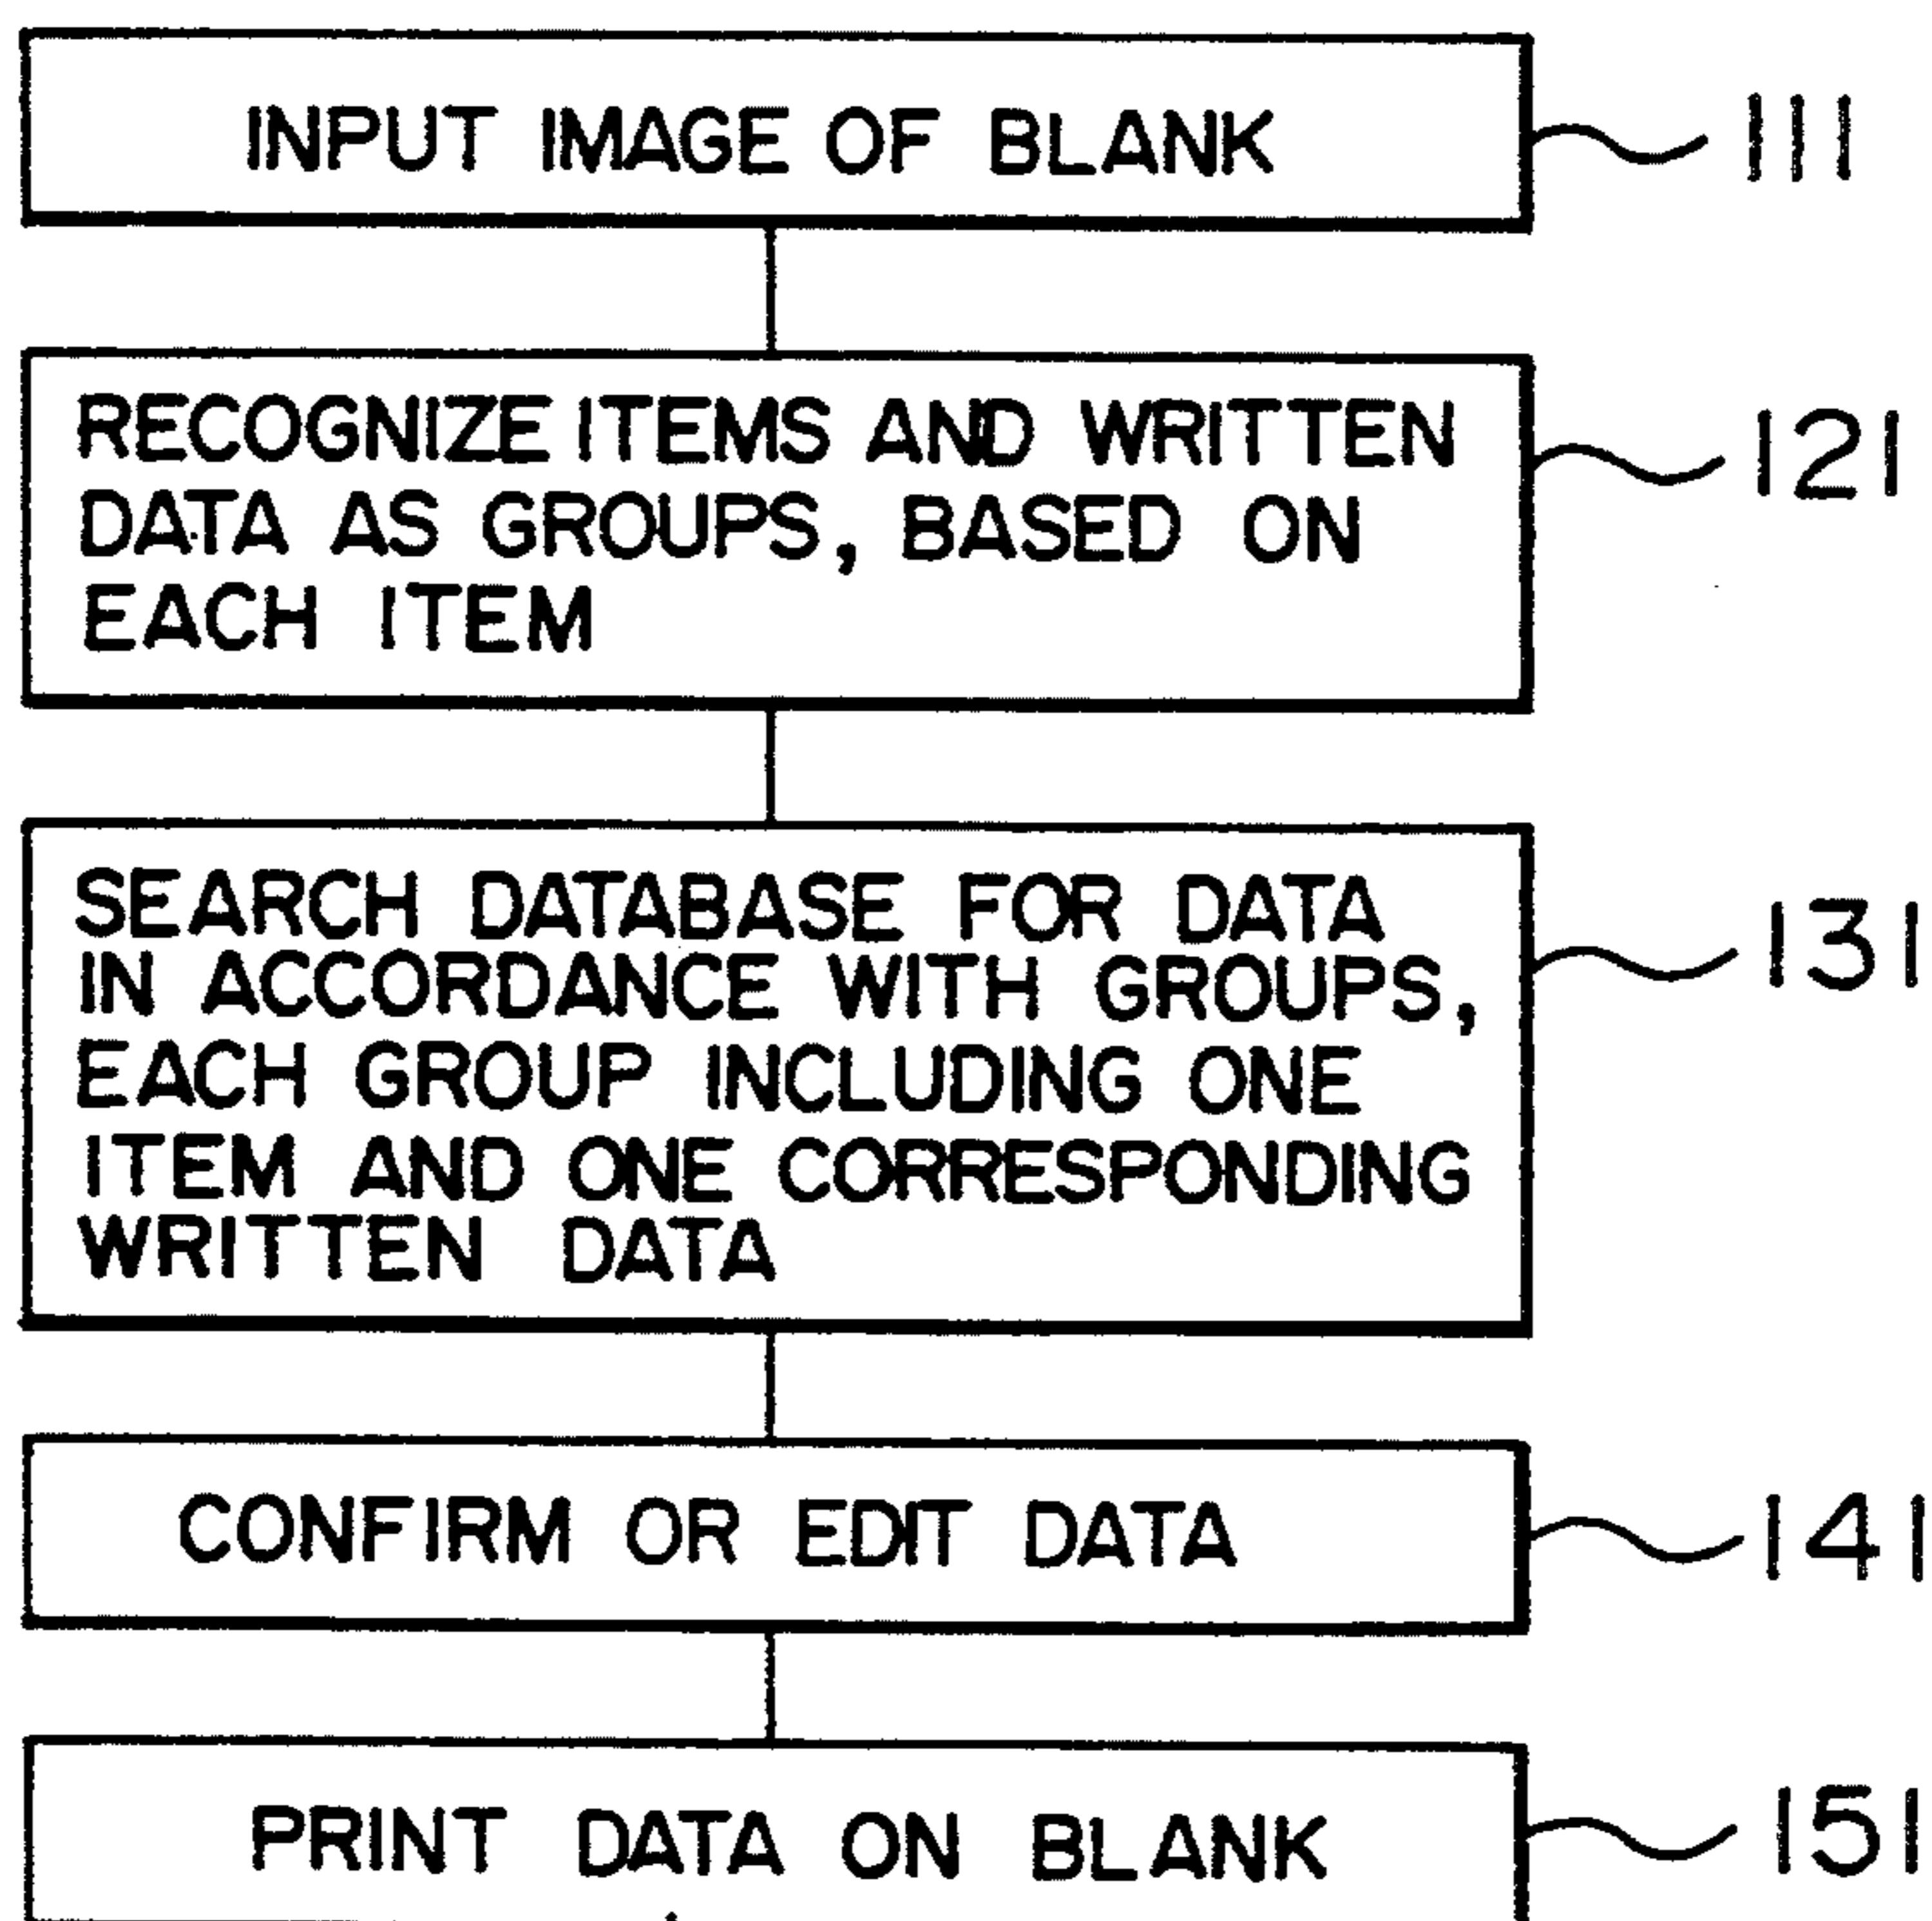 INPUT IMAGE OF BLANK
111
RECOGNIZE ITEMS AND WRITTEN
DATA AS GROUPS, BASED ON
EACH ITEM
121
SEARCH DATABASE FOR DATA
IN ACCORDANCE WITH GROUPS,
EACH GROUP INCLUDING ONE
ITEM AND ONE CORRESPONDING
WRITTEN DATA
131
CONFIRM OR EDIT DATA
141
PRINT DATA ON BLANK
151